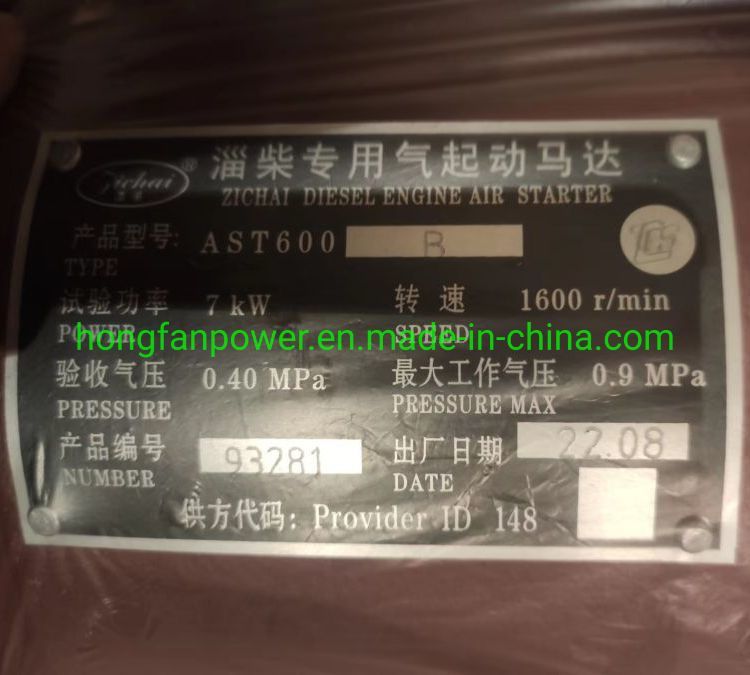 Zichai ®
淄柴专用气起动马达
ZICHAI DIESEL ENGINE AIR STARTER
产品型号: AST600 B
TYPE
试验功率 7 kW 转速 1600 r/min
POWER SPEED
hongfanpower.en.made-in-china.com
验收气压 0.40 MPa 最大工作气压 0.9 MPa
PRESSURE PRESSURE MAX
产品编号 93281 出厂日期 22.08
NUMBER DATE
供方代码: Provider ID 148